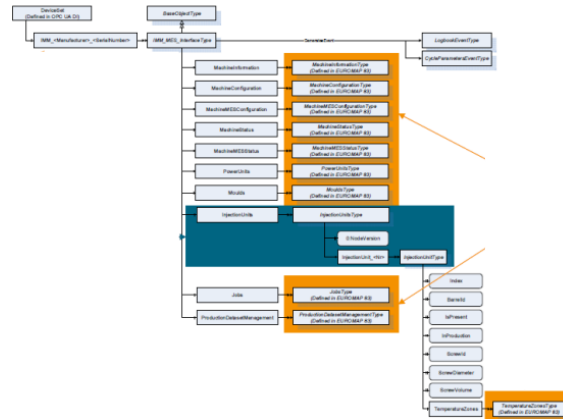 DeviceSet
(Defined in OPC UA DI)
BaseObjectType
IMM_<Manufacturer>_<SerialNumber>
IMM_MES_InterfaceType
GeneratesEvent
LogbookEventType
CycleParametersEventType
MachineInformation
MachineInformationType
(Defined in EUROMAP 83)
MachineConfiguration
MachineConfigurationType
(Defined in EUROMAP 83)
MachineMESConfiguration
MachineMESConfigurationType
(Defined in EUROMAP 83)
MachineStatus
MachineStatusType
(Defined in EUROMAP 83)
MachineMESStatus
MachineMESStatusType
(Defined in EUROMAP 83)
PowerUnits
PowerUnitsType
(Defined in EUROMAP 83)
Moulds
MouldsType
(Defined in EUROMAP 83)
InjectionUnits
InjectionUnitsType
NodeVersion
InjectionUnit_<Nr>
InjectionUnitType
Index
BarrelId
IsPresent
InProduction
ScrewId
ScrewDiameter
ScrewVolume
TemperatureZones
TemperatureZonesType
(Defined in EUROMAP 83)
Jobs
JobsType
(Defined in EUROMAP 83)
ProductionDatasetManagement
ProductionDatasetManagementType
(Defined in EUROMAP 83)